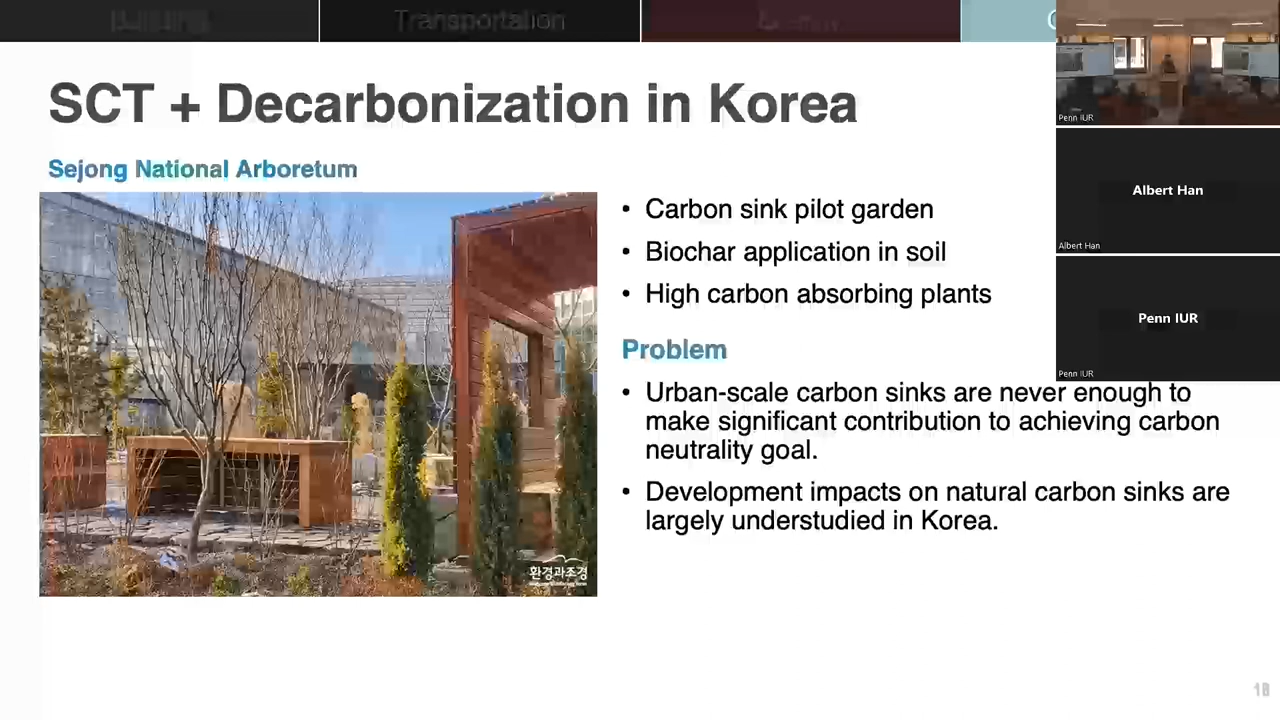 Transportation
SCT + Decarbonization in Korea
Sejong National Arboretum
• Carbon sink pilot garden
• Biochar application in soil
• High carbon absorbing plants
Problem
• Urban-scale carbon sinks are never enough to
make significant contribution to achieving carbon
neutrality goal.
• Development impacts on natural carbon sinks are
largely understudied in Korea.
환경과조경
Penn IUR
Albert Han
Albert Han
Penn IUR
Penn IUR